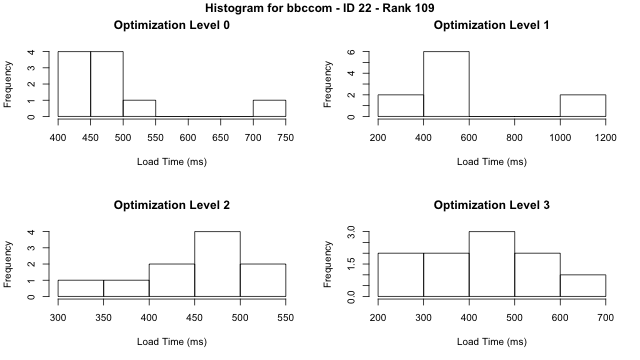 Histogram for bbccom - ID 22 - Rank 109
Optimization Level 0
Frequency
0 1 2 3 4
400 450 500 550 600 650 700 750
Load Time (ms)
Optimization Level 1
Frequency
0 2 4 6
200 400 600 800 1000 1200
Load Time (ms)
Optimization Level 2
Frequency
0 1 2 3 4
300 350 400 450 500 550
Load Time (ms)
Optimization Level 3
Frequency
0.0 1.5 3.0
200 300 400 500 600 700
Load Time (ms)